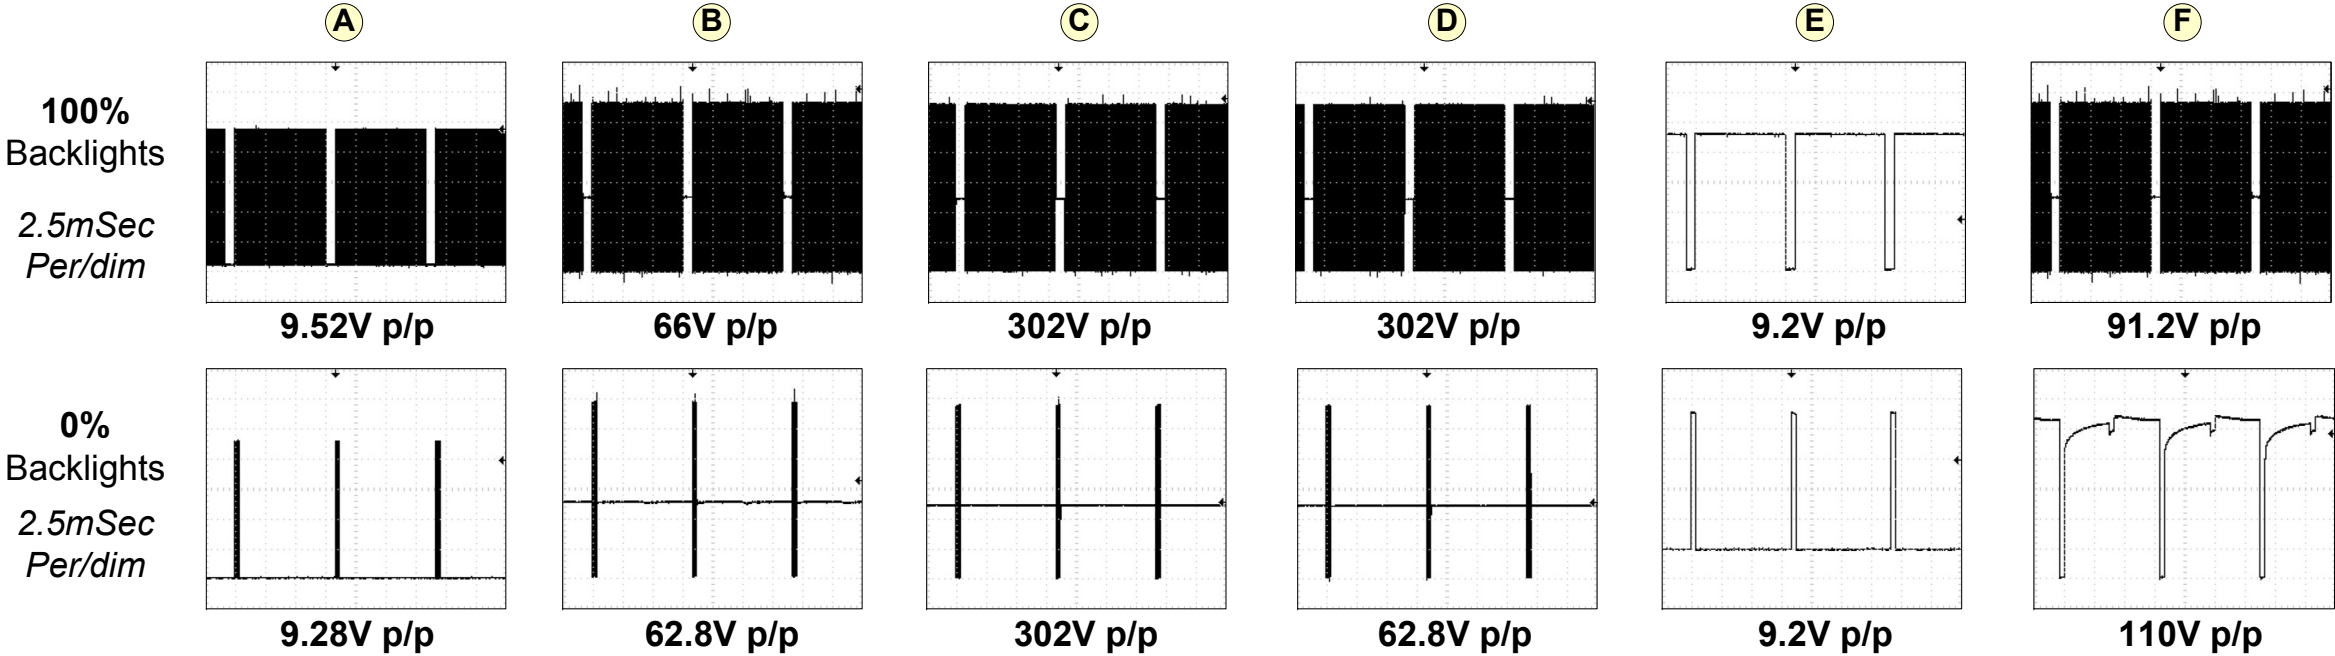 A B C D E F
100%
Backlights
2.5mSec
Per/dim
9.52V p/p 66V p/p 302V p/p 302V p/p 9.2V p/p 91.2V p/p
0%
Backlights
2.5mSec
Per/dim
9.28V p/p 62.8V p/p 302V p/p 62.8V p/p 9.2V p/p 110V p/p